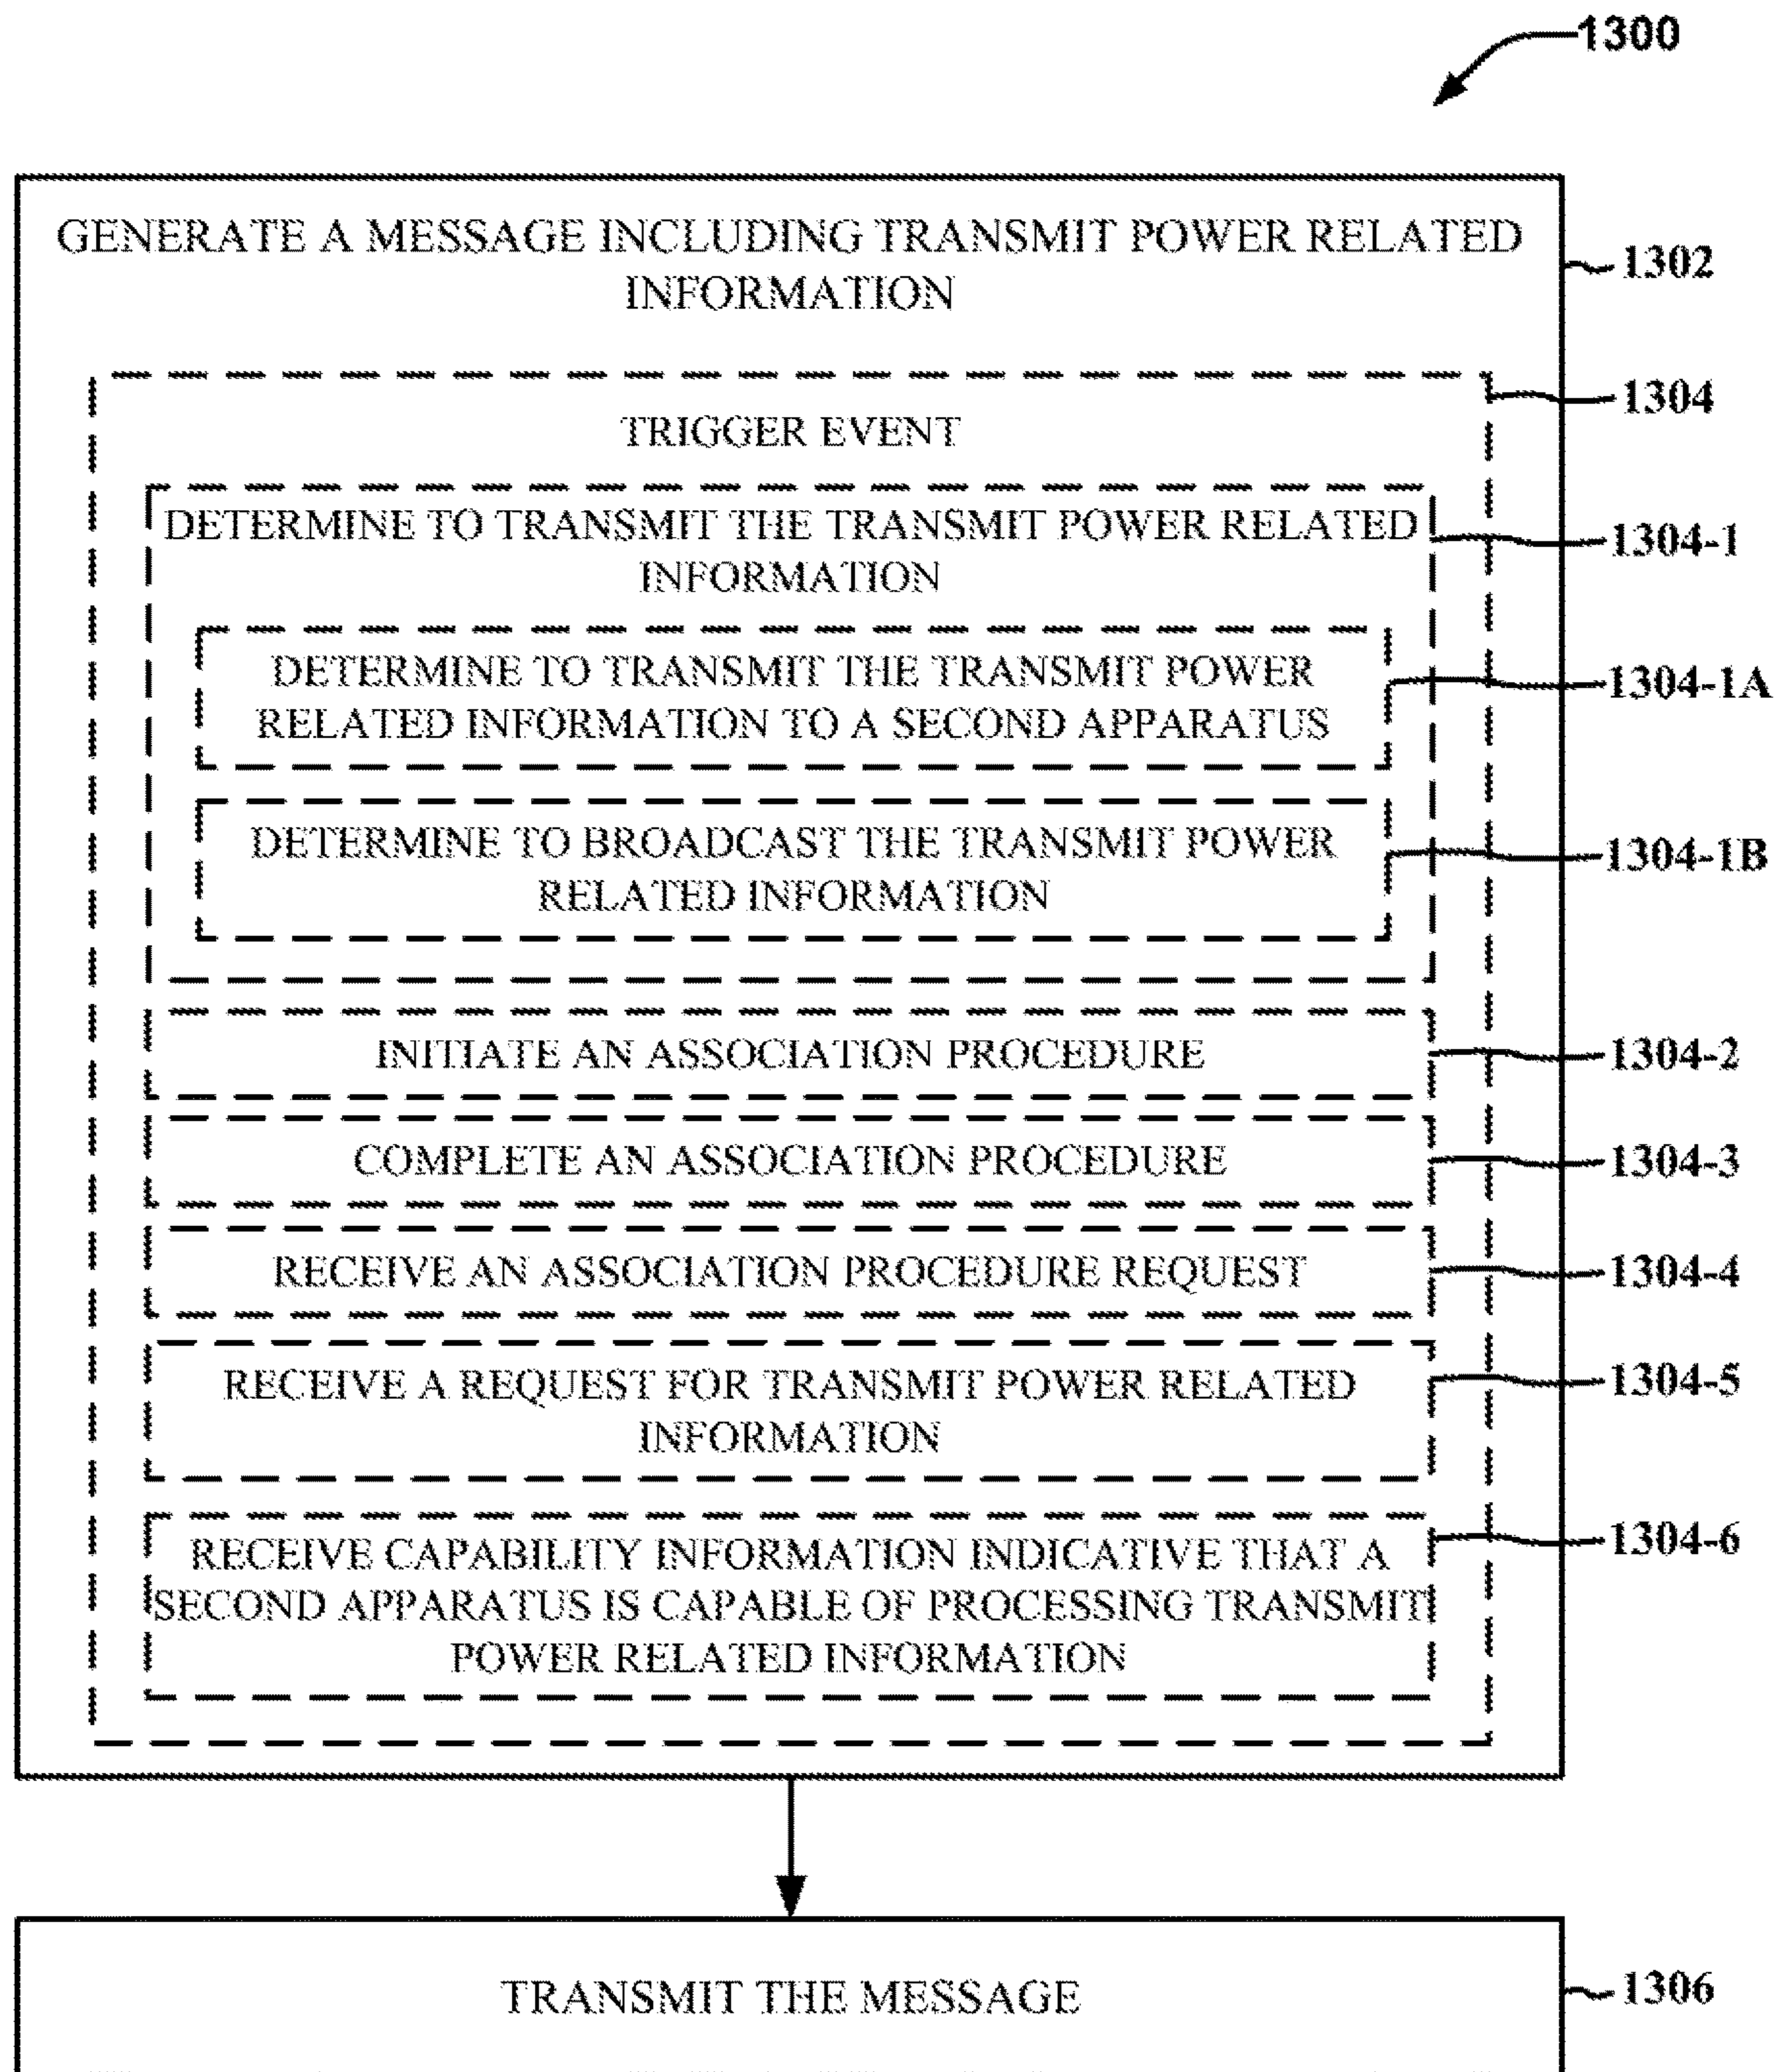 1300
GENERATE A MESSAGE INCLUDING TRANSMIT POWER RELATED
INFORMATION
1302
1304
TRIGGER EVENT
DETERMINE TO TRANSMIT THE TRANSMIT POWER RELATED
INFORMATION
1304-1
DETERMINE TO TRANSMIT THE TRANSMIT POWER
RELATED INFORMATION TO A SECOND APPARATUS
1304-1A
DETERMINE TO BROADCAST THE TRANSMIT POWER
RELATED INFORMATION
1304-1B
INITIATE AN ASSOCIATION PROCEDURE
1304-2
COMPLETE AN ASSOCIATION PROCEDURE
1304-3
RECEIVE AN ASSOCIATION PROCEDURE REQUEST
1304-4
RECEIVE A REQUEST FOR TRANSMIT POWER RELATED
INFORMATION
1304-5
RECEIVE CAPABILITY INFORMATION INDICATIVE THAT A
SECOND APPARATUS IS CAPABLE OF PROCESSING TRANSMIT
POWER RELATED INFORMATION
1304-6
TRANSMIT THE MESSAGE
1306